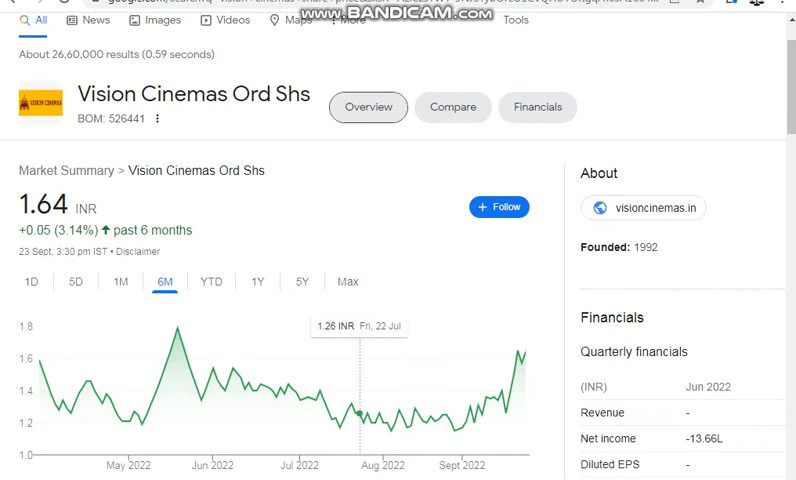 www.BANDICAM.com
All News Images Videos Maps More Tools
About 26,60,000 results (0.59 seconds)
VISION CINEMAS
Vision Cinemas Ord Shs
BOM: 526441
Overview Compare Financials
Market Summary > Vision Cinemas Ord Shs
1.64 INR
+ Follow
+0.05 (3.14%) ↑ past 6 months
23 Sept, 3:30 pm IST • Disclaimer
1D 5D 1M 6M YTD 1Y 5Y Max
1.26 INR Fri, 22 Jul
1.8
1.6
1.4
1.2
1.0
May 2022 Jun 2022 Jul 2022 Aug 2022 Sept 2022
About
visioncinemas.in
Founded: 1992
Financials
Quarterly financials
(INR) Jun 2022
Revenue -
Net income -13.66L
Diluted EPS -